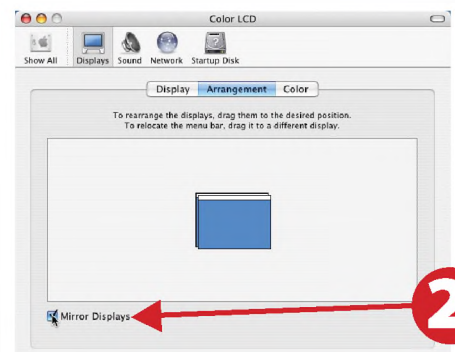 Color LCD
Show All Displays Sound Network Startup Disk
Display Arrangement Color
To rearrange the displays, drag them to the desired position.
To relocate the menu bar, drag it to a different display.
Mirror Displays
2